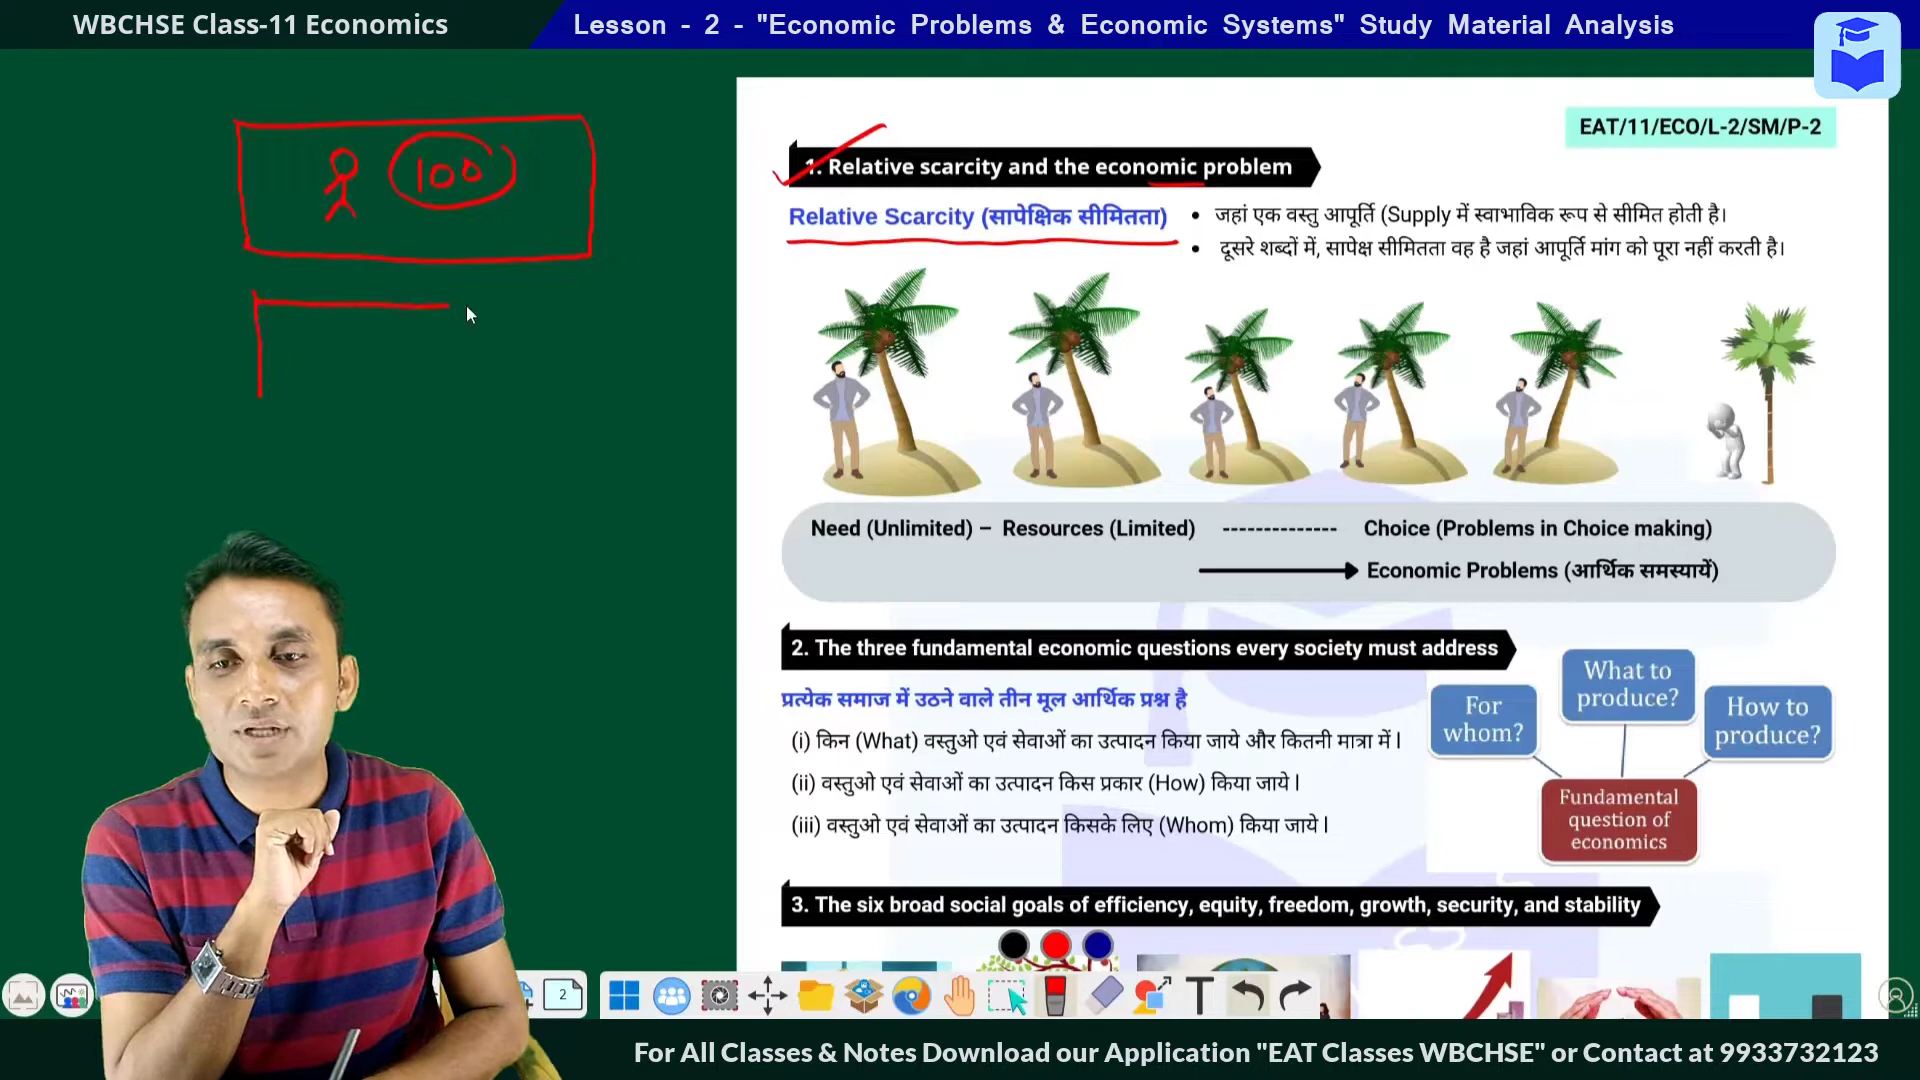 WBCHSE Class-11 Economics
Lesson - 2 - "Economic Problems & Economic Systems" Study Material Analysis
100
EAT/11/ECO/L-2/SM/P-2
1. Relative scarcity and the economic problem
Relative Scarcity (सापेक्षिक सीमितता)
• जहां एक वस्तु आपूर्ति (Supply में स्वाभाविक रूप से सीमित होती है।
• दूसरे शब्दों में, सापेक्ष सीमितता वह है जहां आपूर्ति मांग को पूरा नहीं करती है।
Need (Unlimited) – Resources (Limited) -------------- Choice (Problems in Choice making)
Economic Problems (आर्थिक समस्यायें)
2. The three fundamental economic questions every society must address
प्रत्येक समाज में उठने वाले तीन मूल आर्थिक प्रश्न है
(i) किन (What) वस्तुओ एवं सेवाओं का उत्पादन किया जाये और कितनी मात्रा में l
(ii) वस्तुओ एवं सेवाओं का उत्पादन किस प्रकार (How) किया जाये l
(iii) वस्तुओ एवं सेवाओं का उत्पादन किसके लिए (Whom) किया जाये l
For
whom?
What to
produce?
How to
produce?
Fundamental
question of
economics
3. The six broad social goals of efficiency, equity, freedom, growth, security, and stability
2
T
For All Classes & Notes Download our Application "EAT Classes WBCHSE" or Contact at 9933732123